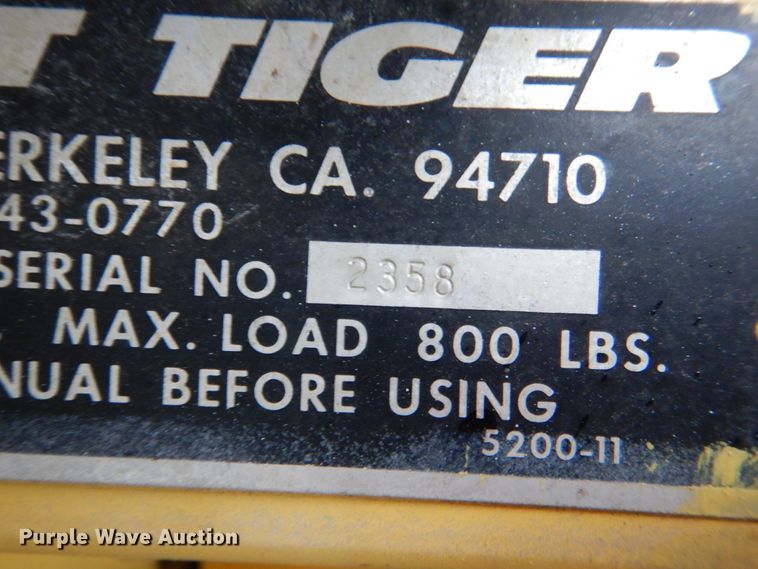 T TIGER
ERKELEY CA. 94710
43-0770
SERIAL NO. 2358
. MAX. LOAD 800 LBS.
NUAL BEFORE USING
5200-11
Purple Wave Auction